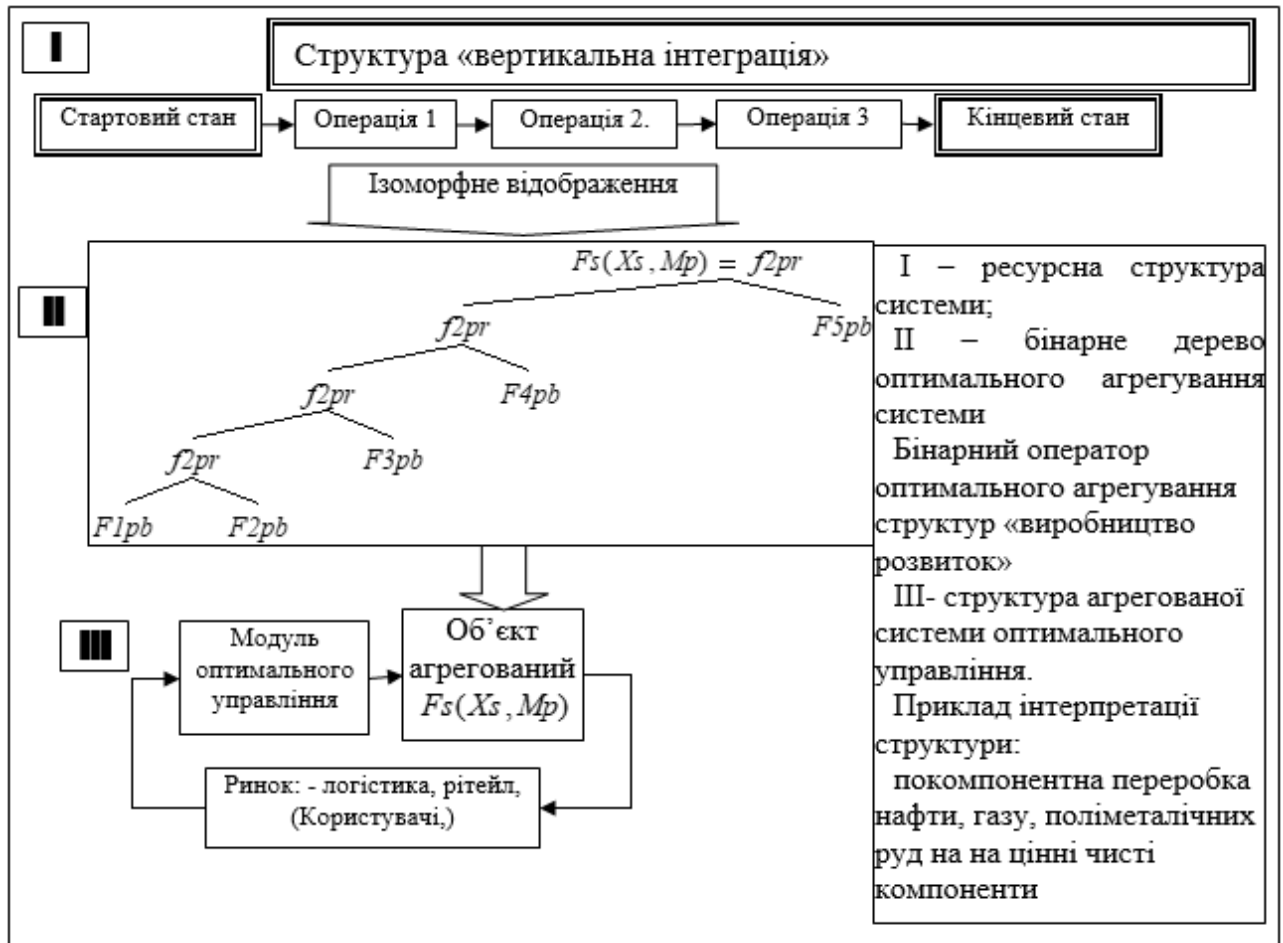 I
Структура «вертикальна інтеграція»
Стартовий стан
Операція 1
Операція 2.
Операція 3
Кінцевий стан
Ізоморфне відображення
II
Fs(Xs, Mp) = f2pr
f2pr
F5pb
f2pr
F4pb
f2pr
F3pb
F1pb
F2pb
I – ресурсна структура
системи;
II – бінарне дерево
оптимального агрегування
системи
Бінарний оператор
оптимального агрегування
структур «виробництво
розвиток»
III- структура агрегованої
системи оптимального
управління.
Приклад інтерпретації
структури:
покомпонентна переробка
нафти, газу, поліметалічних
руд на на цінні чисті
компоненти
III
Модуль
оптимального
управління
Об’єкт
агрегований
Fs(Xs, Mp)
Ринок: - логістика, рітейл,
(Користувачі,)